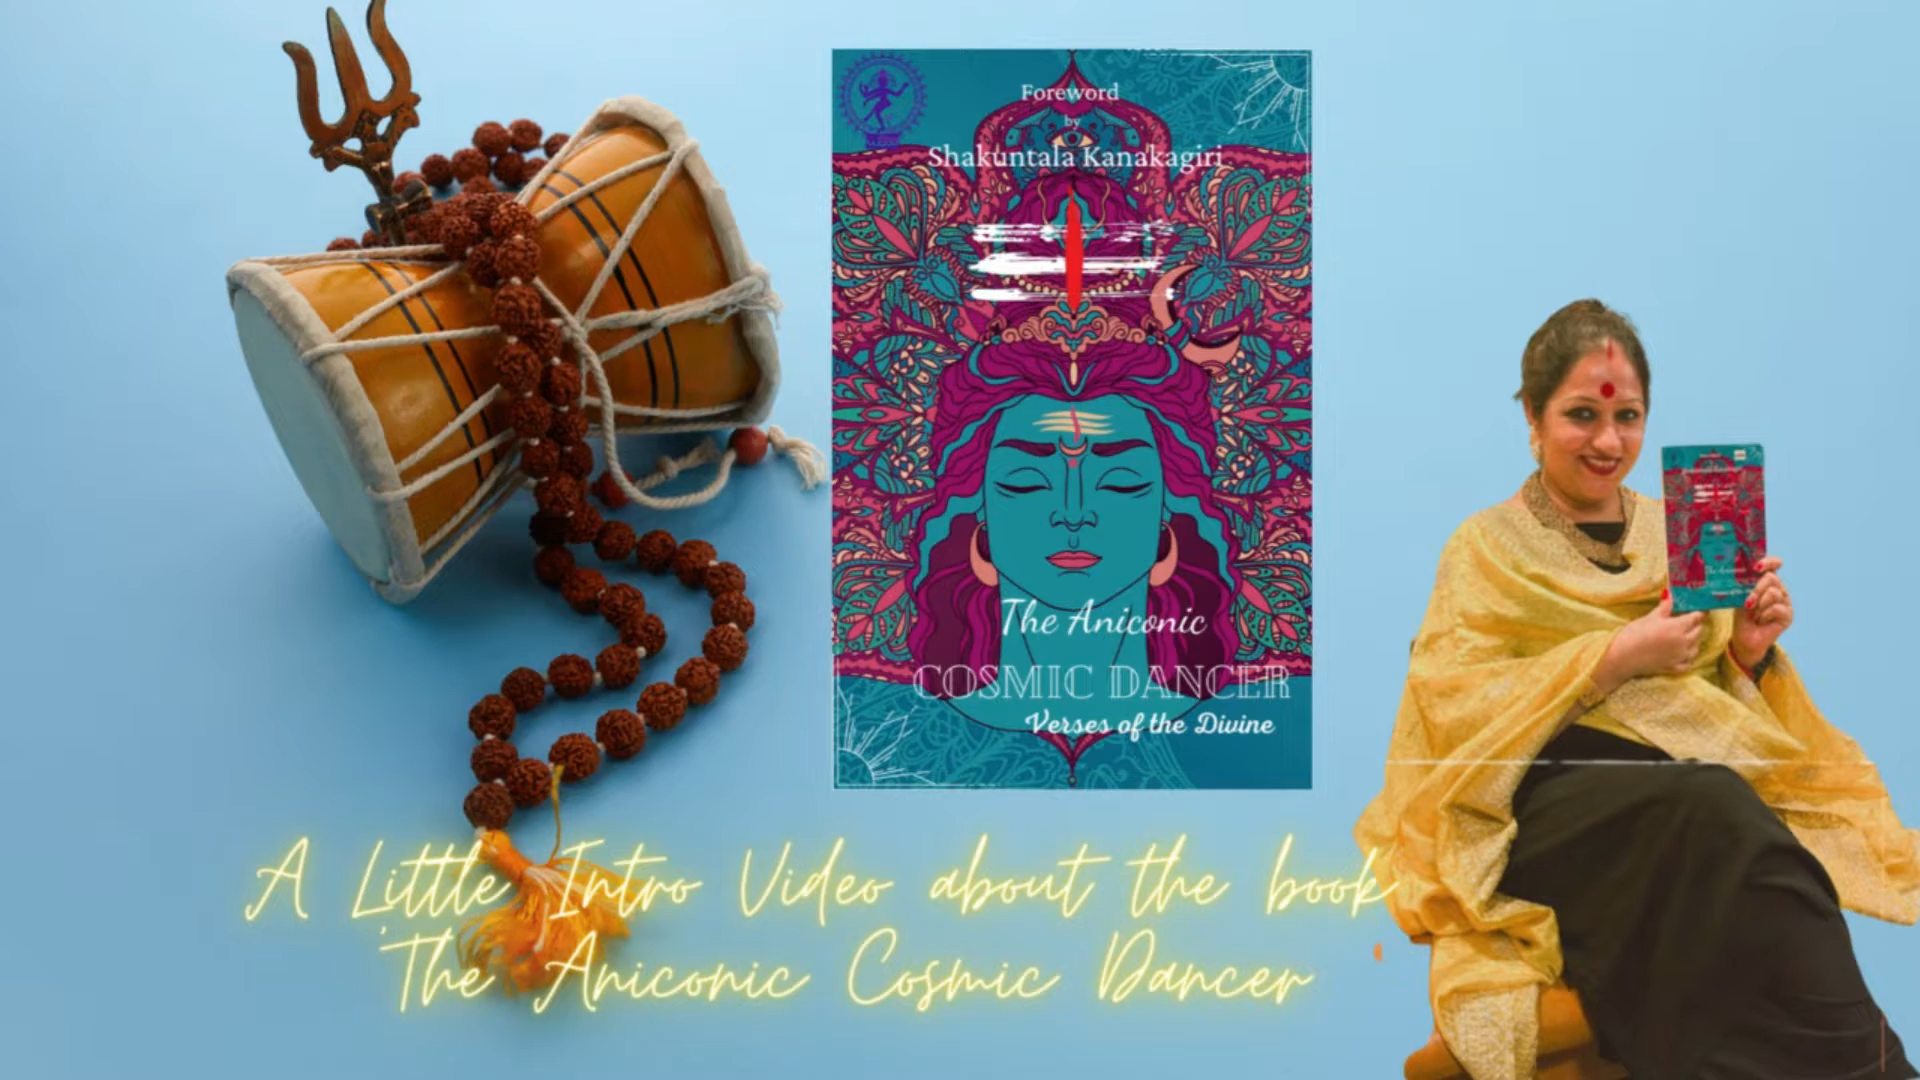 Foreword
by
Shakuntala Kanakagiri
The Aniconic
COSMIC DANCER
Verses of the Divine
A Little Intro Video about the book
'The Aniconic Cosmic Dancer